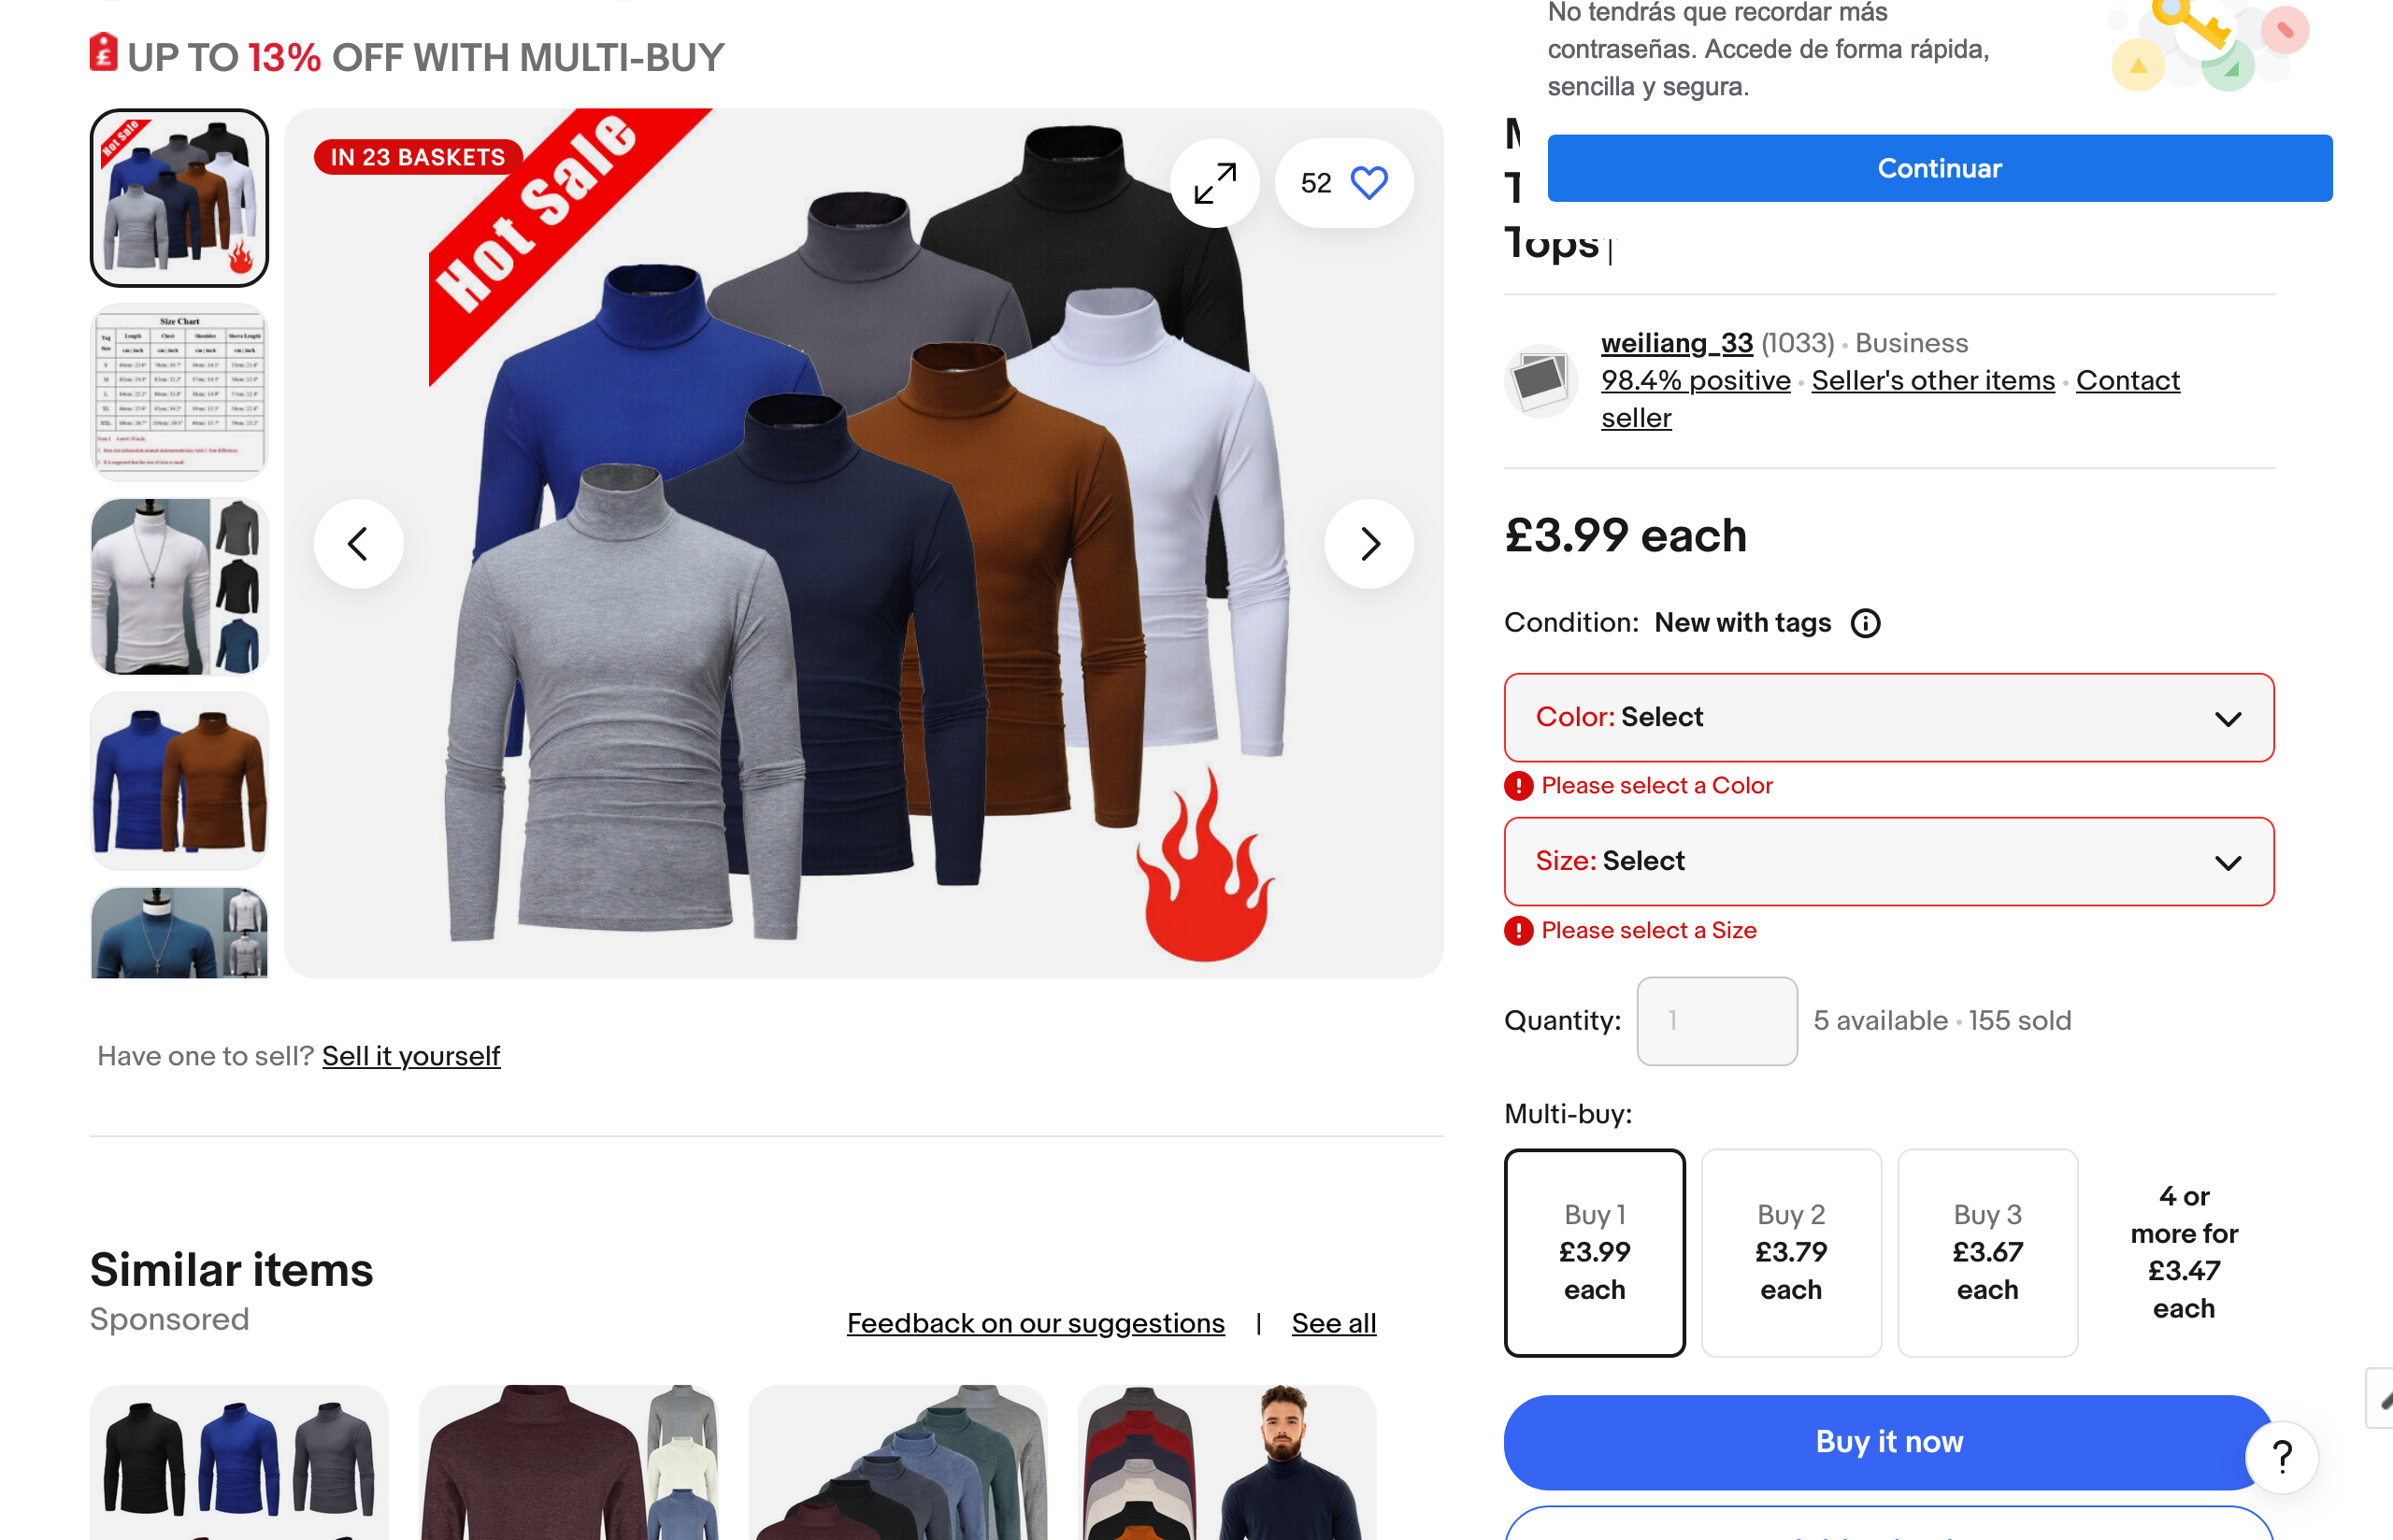 UP TO 13% OFF WITH MULTI-BUY
Hot Sale
Size Chart
IN 23 BASKETS
Hot Sale
52
Have one to sell? Sell it yourself
Similar items
Sponsored
Feedback on our suggestions | See all
No tendrás que recordar más
contraseñas. Accede de forma rápida,
sencilla y segura.
Continuar
Tops |
weiliang_33 (1033) • Business
98.4% positive • Seller's other items • Contact
seller
£3.99 each
Condition: New with tags
Color: Select
Please select a Color
Size: Select
Please select a Size
Quantity: 1 5 available • 155 sold
Multi-buy:
Buy 1
£3.99
each
Buy 2
£3.79
each
Buy 3
£3.67
each
4 or
more for
£3.47
each
Buy it now
?